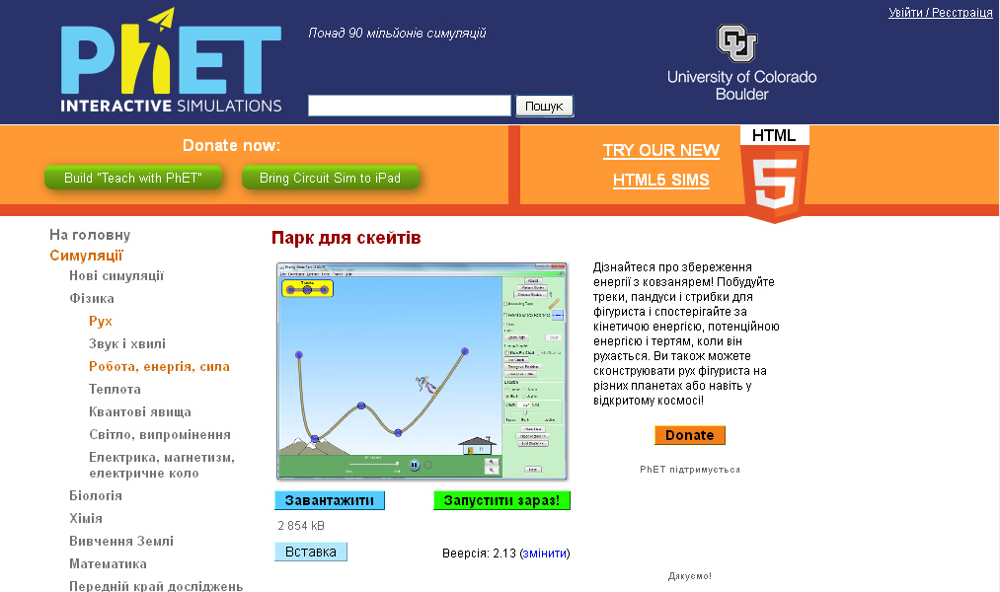 Увійти / Реєстрація
PhET
INTERACTIVE SIMULATIONS
Понад 90 мільйонів симуляцій
Пошук
University of Colorado
Boulder
Donate now:
Build "Teach with PhET"
Bring Circuit Sim to iPad
TRY OUR NEW
HTML5 SIMS
HTML
5
На головну
Симуляції
Нові симуляції
Фізика
Рух
Звук і хвилі
Робота, енергія, сила
Теплота
Квантові явища
Світло, випромінення
Електрика, магнетизм,
електричне коло
Біологія
Хімія
Вивчення Землі
Математика
Передній край досліджень
Парк для скейтів
Tracks
Завантажити
Запустити зараз!
2 854 kB
Вставка
Веерсія: 2.13 (змінити)
Дізнайтеся про збереження
енергії з ковзанярем! Побудуйте
треки, пандуси і стрибки для
фігуриста і спостерігайте за
кінетичою енергією, потенційною
енергією і тертям, коли він
рухається. Ви також можете
сконструювати рух фігуриста на
різних планетах або навіть у
відкритому космосі!
Donate
PhET підтримується
Дякуємо!